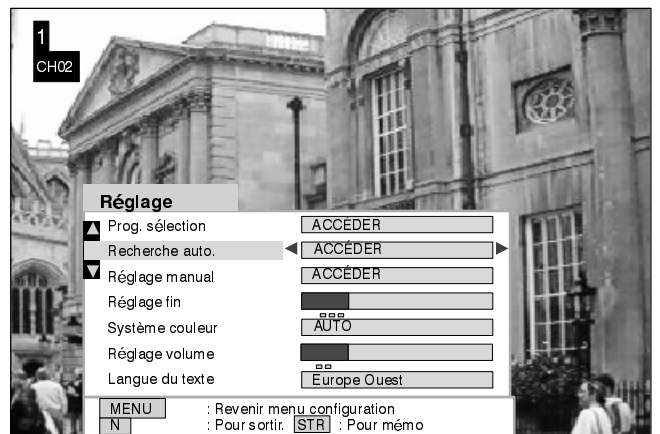 1
CH02
Réglage
Prog. sélection ACCÉDER
Recherche auto. ACCÉDER
Réglage manual ACCÉDER
Réglage fin
Système couleur AUTO
Réglage volume
Langue du texte Europe Ouest
MENU : Revenir menu configuration
N : Pour sortir. STR : Pour mémo